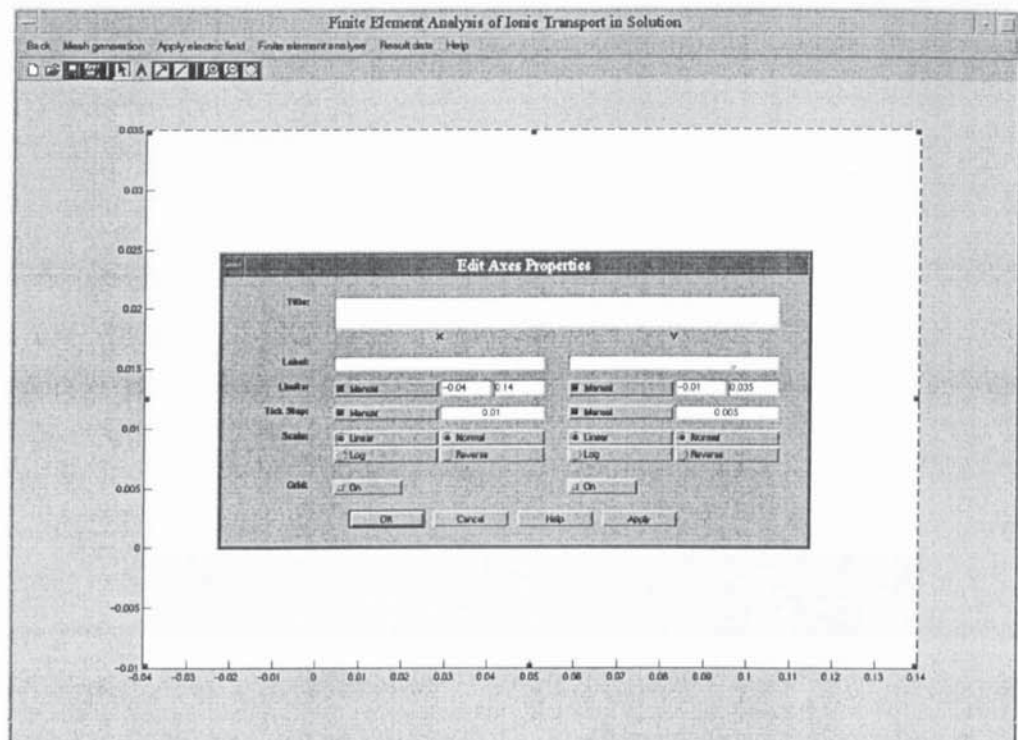 Finite Element Analysis of Ionic Transport in Solution
Back Mesh generation Apply electric field Finite element analyse Result data Help
A
0.035
0.03
0.025
0.02
0.015
0.01
0.005
0
-0.005
-0.01
Edit Axes Properties
Title:
X Y
Label:
Limits: Manual -0.04 0.14 Manual -0.01 0.035
Tick Step: Manual 0.01 Manual 0.005
Scale: Linear Normal Linear Normal
Log Reverse Log Reverse
Grid: On On
OK Cancel Help Apply
-0.04 -0.03 -0.02 -0.01 0 0.01 0.02 0.03 0.04 0.05 0.06 0.07 0.08 0.09 0.1 0.11 0.12 0.13 0.14